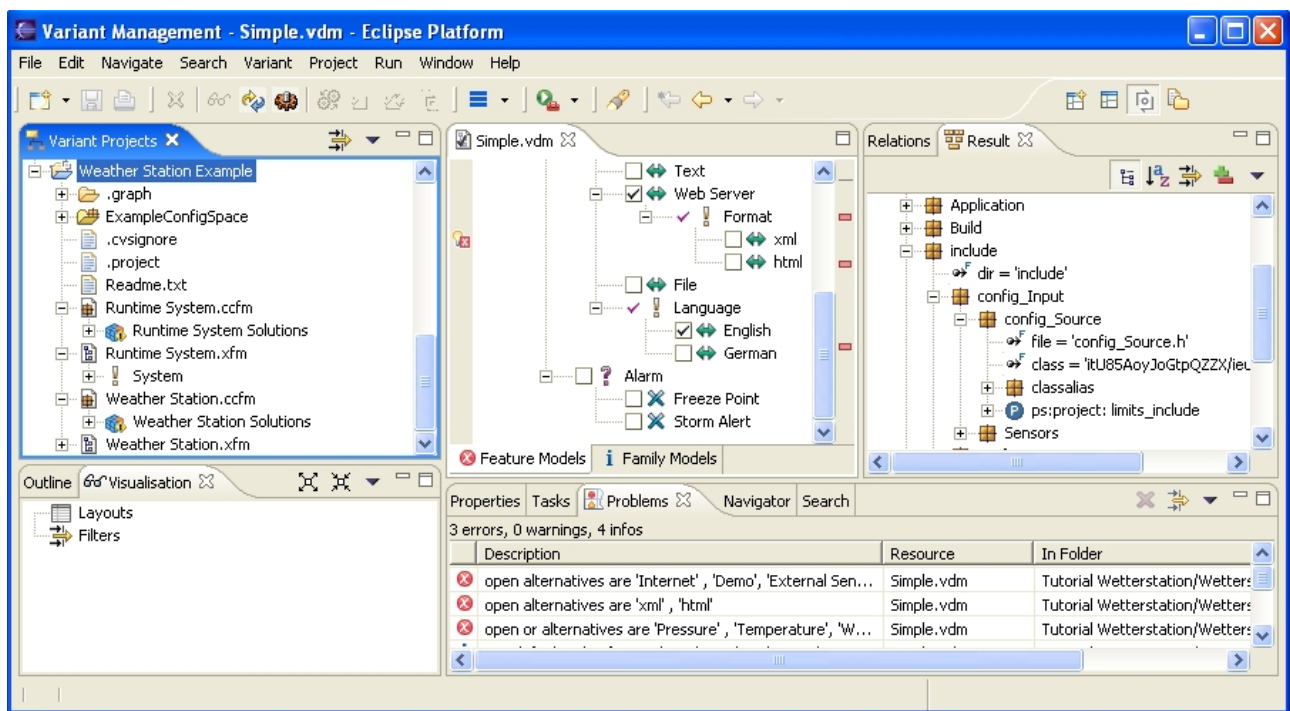 Variant Management - Simple.vdm - Eclipse Platform
File Edit Navigate Search Variant Project Run Window Help
Variant Projects
Weather Station Example
.graph
ExampleConfigSpace
.cvsignore
.project
Readme.txt
Runtime System.ccfm
Runtime System Solutions
Runtime System.xfm
System
Weather Station.ccfm
Weather Station Solutions
Weather Station.xfm
Simple.vdm
Text
Web Server
Format
xml
html
File
Language
English
German
Alarm
Freeze Point
Storm Alert
Feature Models Family Models
Relations Result
Application
Build
include
dir = 'include'
config_Input
config_Source
file = 'config_Source.h'
class = 'itU85AoyJoGtpQZZX/ieu
classalias
ps:project: limits_include
Sensors
Outline Visualisation
Layouts
Filters
Properties Tasks Problems Navigator Search
3 errors, 0 warnings, 4 infos
Description Resource In Folder
open alternatives are 'Internet' , 'Demo', 'External Sen... Simple.vdm Tutorial Wetterstation/Wetters
open alternatives are 'xml' , 'html' Simple.vdm Tutorial Wetterstation/Wetters
open or alternatives are 'Pressure' , 'Temperature', 'W... Simple.vdm Tutorial Wetterstation/Wetters